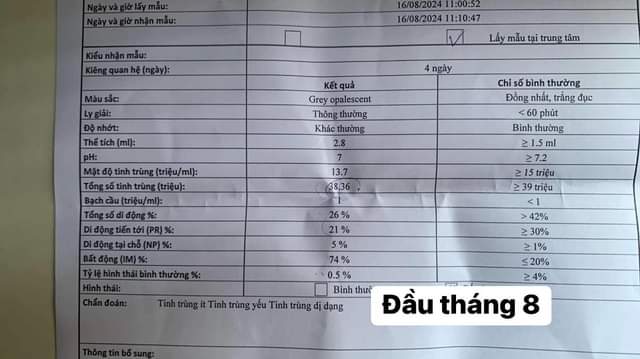 Ngày và giờ lấy mẫu: 16/08/2024 11:00:52
Ngày và giờ nhận mẫu: 16/08/2024 11:10:47
Lấy mẫu tại trung tâm
Kiểu nhận mẫu:
Kiêng quan hệ (ngày): 4 ngày
Kết quả Chỉ số bình thường
Màu sắc: Grey opalescent Đồng nhất, trắng đục
Ly giải: Thông thường < 60 phút
Độ nhớt: Khác thường Bình thường
Thể tích (ml): 2.8 ≥ 1.5 ml
pH: 7 ≥ 7.2
Mật độ tinh trùng (triệu/ml): 13.7 ≥ 15 triệu
Tổng số tinh trùng (triệu): 38.36 ≥ 39 triệu
Bạch cầu (triệu/ml): 1 < 1
Tổng số di động %: 26 % > 42%
Di động tiến tới (PR) %: 21 % ≥ 30%
Di động tại chỗ (NP) %: 5 % ≥ 1%
Bất động (IM) %: 74 % ≤ 20%
Tỷ lệ hình thái bình thường %: 0.5 % ≥ 4%
Hình thái: Bình
Chẩn đoán: Tinh trùng ít Tinh trùng yếu Tinh trùng dị dạng
Đầu tháng 8
Thông tin bổ sung: